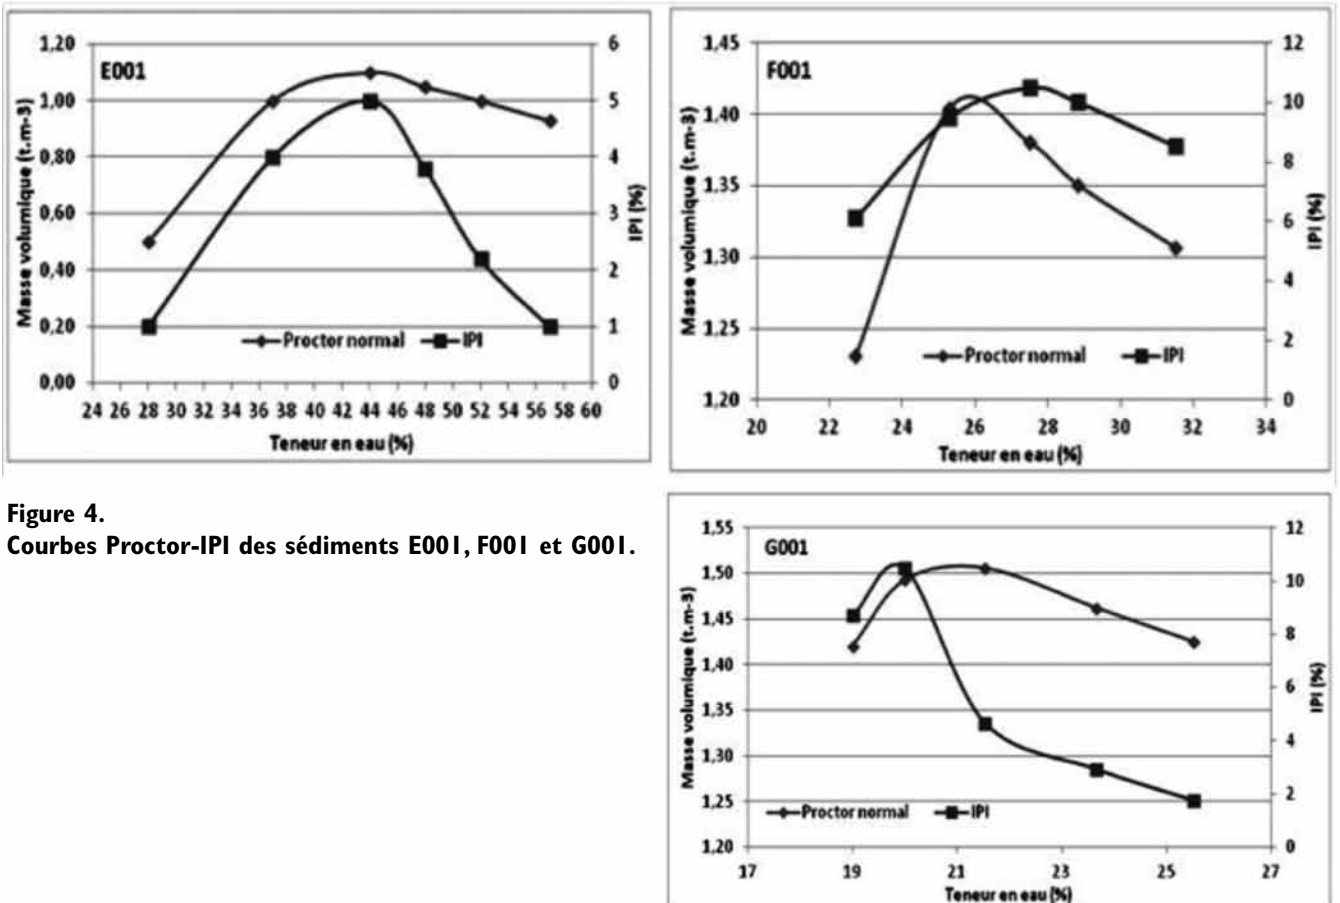 E001
Masse volumique (t.m-3)
1,20
1,00
0,80
0,60
0,40
0,20
0,00
6
5
4
3
2
1
0
IPI (%)
Proctor normal IPI
24 26 28 30 32 34 36 38 40 42 44 46 48 50 52 54 56 58 60
Teneur en eau (%)
F001
Masse volumique (t.m-3)
1,45
1,40
1,35
1,30
1,25
1,20
12
10
8
6
4
2
0
IPI (%)
Proctor normal IPI
20 22 24 26 28 30 32 34
Teneur en eau (%)
Figure 4.
Courbes Proctor-IPI des sédiments E001, F001 et G001.
G001
Masse volumique (t.m-3)
1,55
1,50
1,45
1,40
1,35
1,30
1,25
1,20
12
10
8
6
4
2
0
IPI (%)
Proctor normal IPI
17 19 21 23 25 27
Teneur en eau (%)